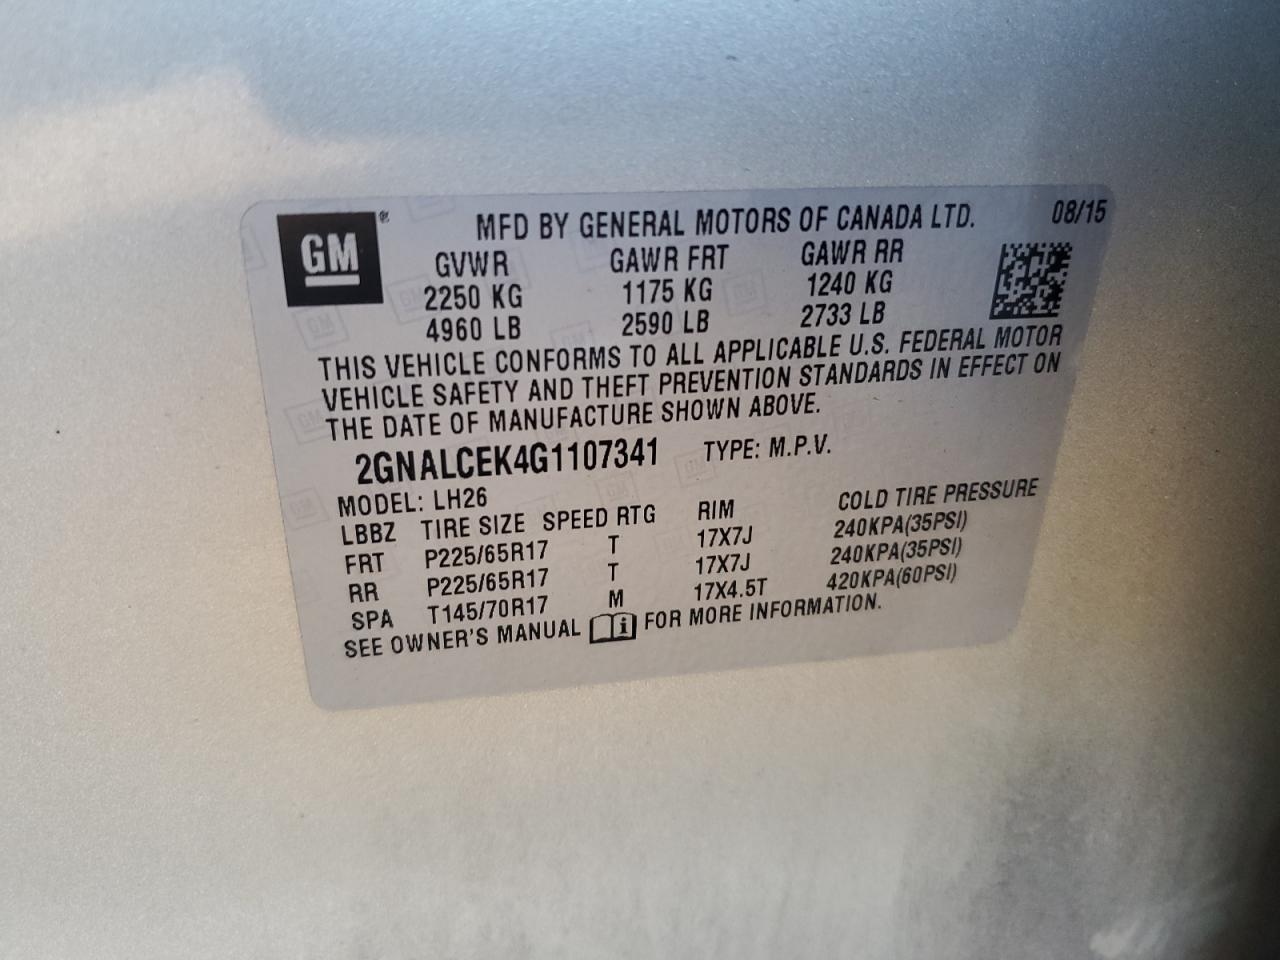 GM ®
MFD BY GENERAL MOTORS OF CANADA LTD. 08/15
GVWR GAWR FRT GAWR RR
2250 KG 1175 KG 1240 KG
4960 LB 2590 LB 2733 LB
THIS VEHICLE CONFORMS TO ALL APPLICABLE U.S. FEDERAL MOTOR
VEHICLE SAFETY AND THEFT PREVENTION STANDARDS IN EFFECT ON
THE DATE OF MANUFACTURE SHOWN ABOVE.
2GNALCEK4G1107341 TYPE: M.P.V.
MODEL: LH26
LBBZ TIRE SIZE SPEED RTG RIM COLD TIRE PRESSURE
FRT P225/65R17 T 17X7J 240KPA(35PSI)
RR P225/65R17 T 17X7J 240KPA(35PSI)
SPA T145/70R17 M 17X4.5T 420KPA(60PSI)
SEE OWNER'S MANUAL i FOR MORE INFORMATION.